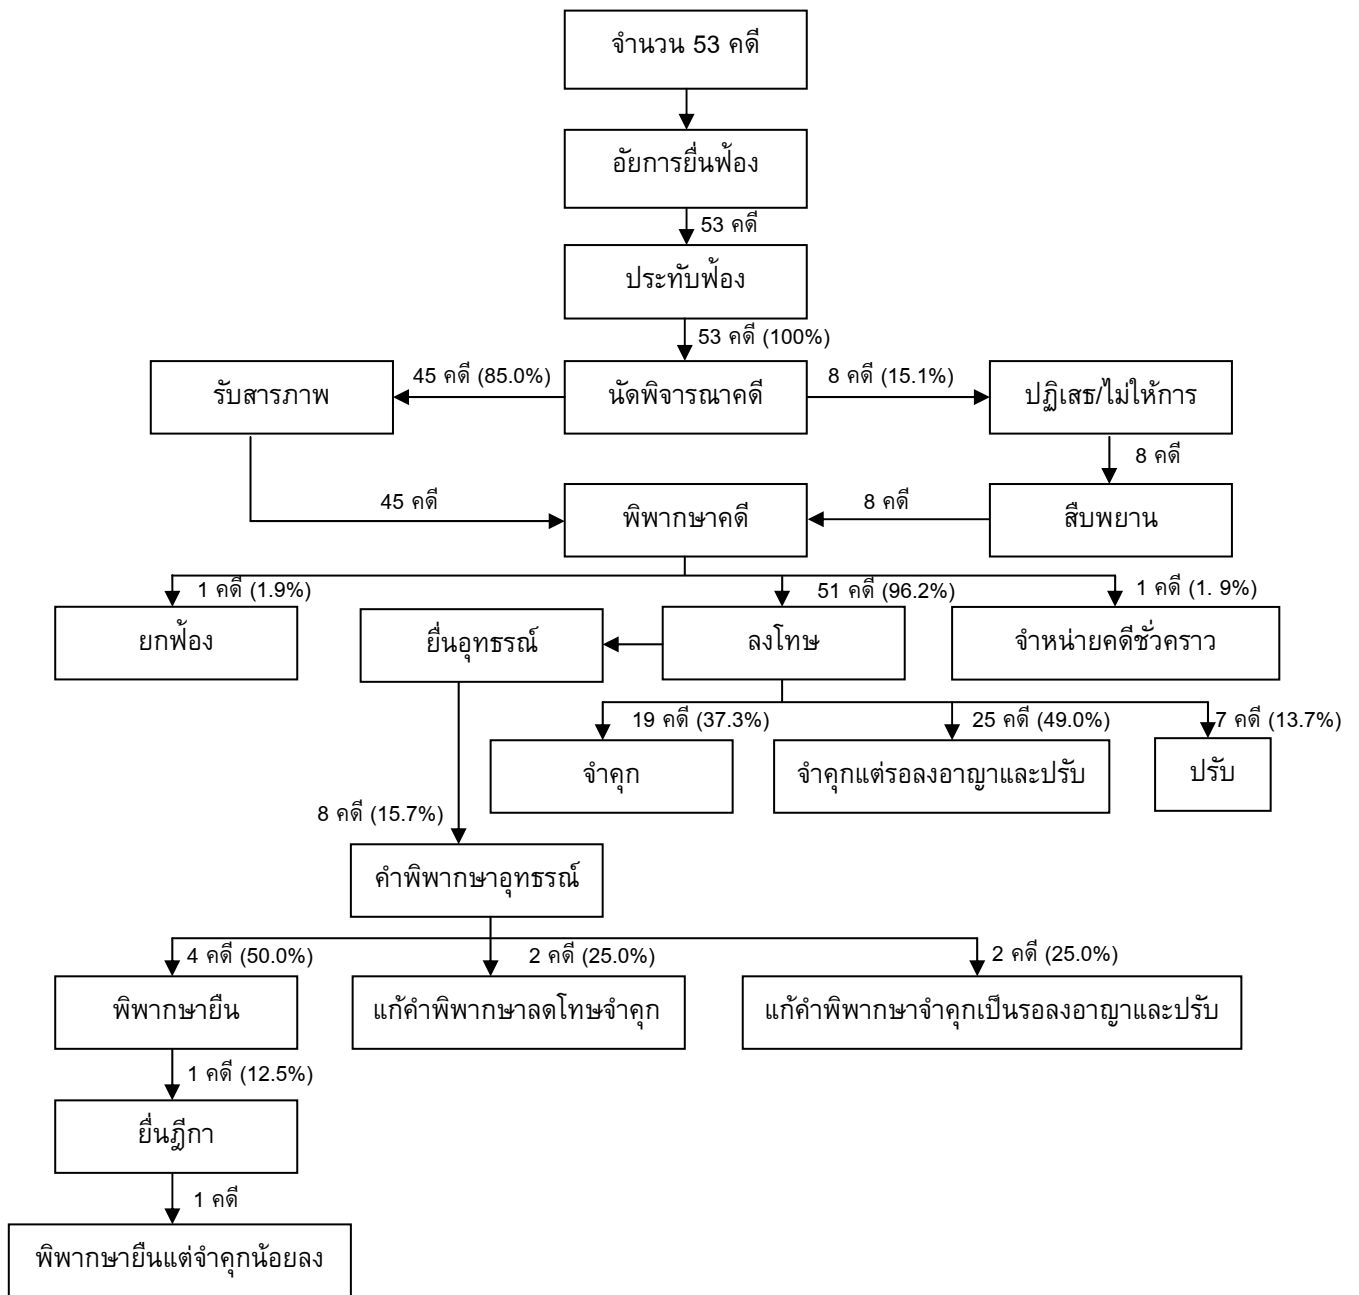 จำนวน 53 คดี
อัยการยื่นฟ้อง
53 คดี
ประทับฟ้อง
53 คดี (100%)
รับสารภาพ
45 คดี (85.0%)
นัดพิจารณาคดี
8 คดี (15.1%)
ปฏิเสธ/ไม่ให้การ
8 คดี
45 คดี
พิพากษาคดี
8 คดี
สืบพยาน
1 คดี (1.9%)
51 คดี (96.2%)
1 คดี (1. 9%)
ยกฟ้อง
ยื่นอุทธรณ์
ลงโทษ
จำหน่ายคดีชั่วคราว
19 คดี (37.3%)
25 คดี (49.0%)
7 คดี (13.7%)
จำคุก
จำคุกแต่รอลงอาญาและปรับ
ปรับ
8 คดี (15.7%)
คำพิพากษาอุทธรณ์
4 คดี (50.0%)
2 คดี (25.0%)
2 คดี (25.0%)
พิพากษายืน
แก้คำพิพากษาลดโทษจำคุก
แก้คำพิพากษาจำคุกเป็นรอลงอาญาและปรับ
1 คดี (12.5%)
ยื่นฎีกา
1 คดี
พิพากษายืนแต่จำคุกน้อยลง